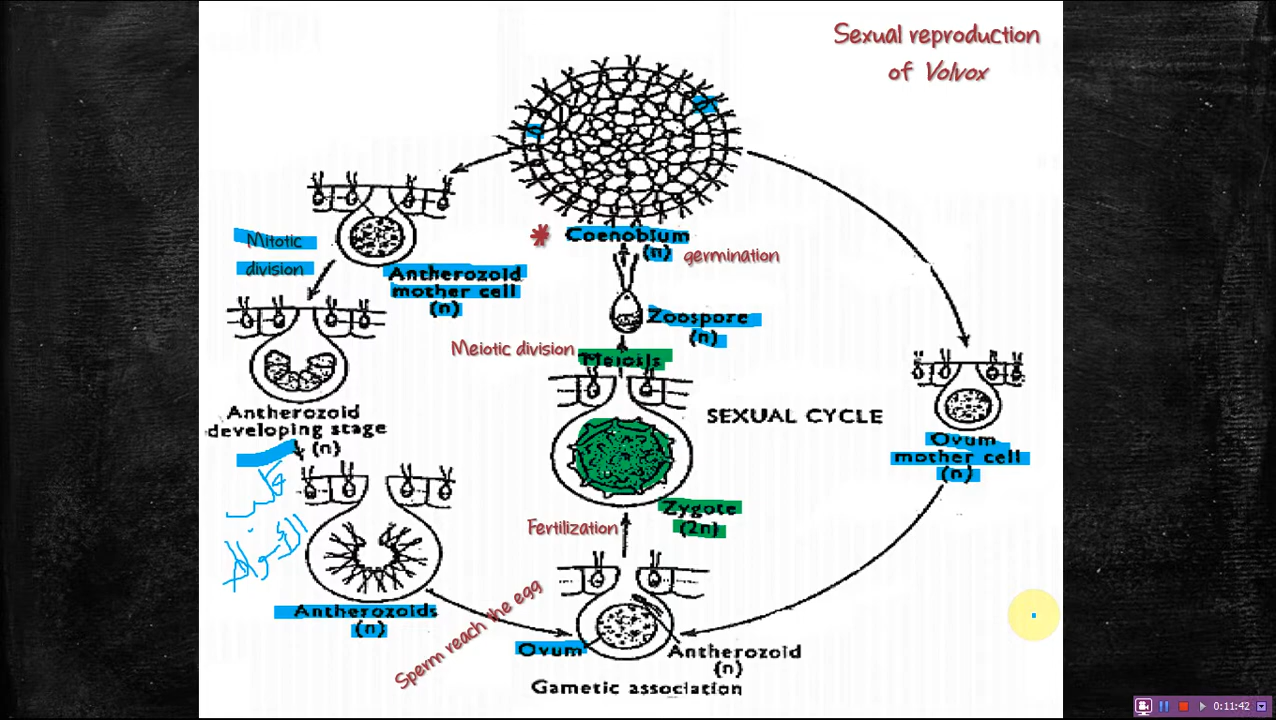 Sexual reproduction
of Volvox
Coenobium
(n)
germination
Mitotic
division
Antherozoid
mother cell
(n)
Zoospore
(n)
Meiotic division
Meiosis
Antherozoid
developing stage
(n)
SEXUAL CYCLE
Ovum
mother cell
(n)
Zygote
(2n)
Fertilization
Antherozoids
(n)
Sperm reach the egg
Ovum
Antherozoid
(n)
Gametic association
0:11:42